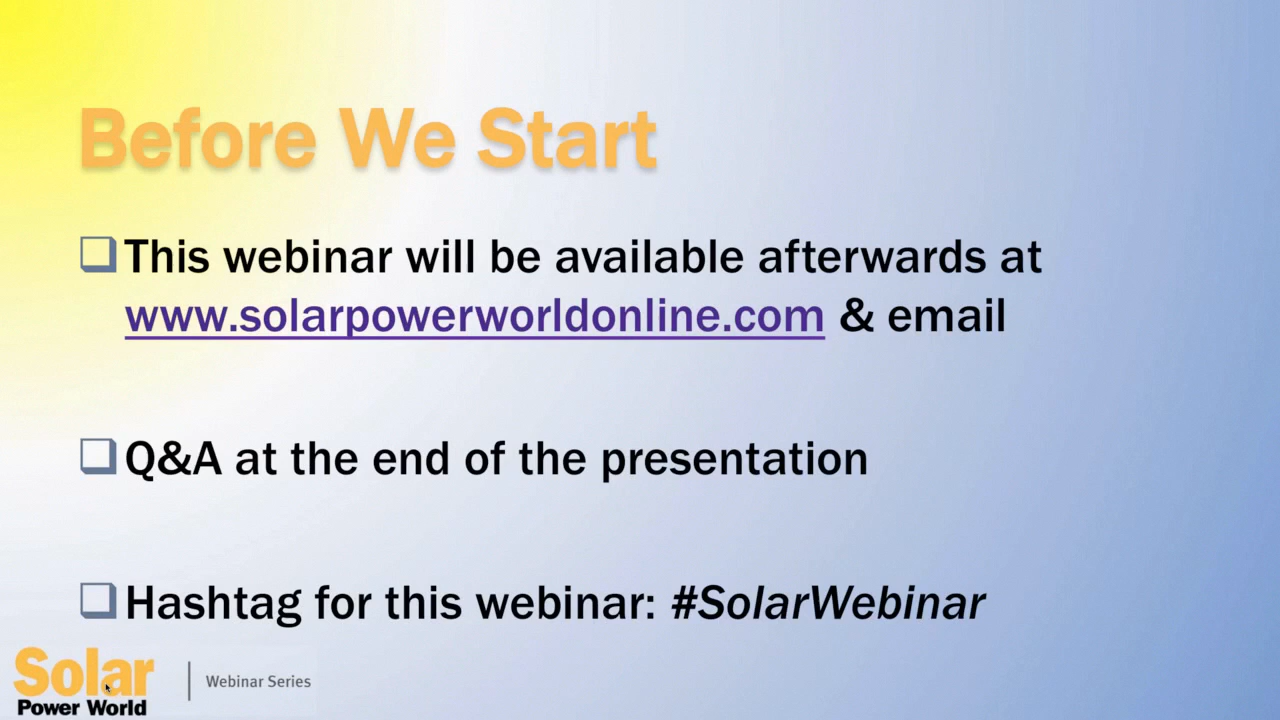 Before We Start
This webinar will be available afterwards at
www.solarpowerworldonline.com & email
Q&A at the end of the presentation
Hashtag for this webinar: #SolarWebinar
Solar
Power World
Webinar Series